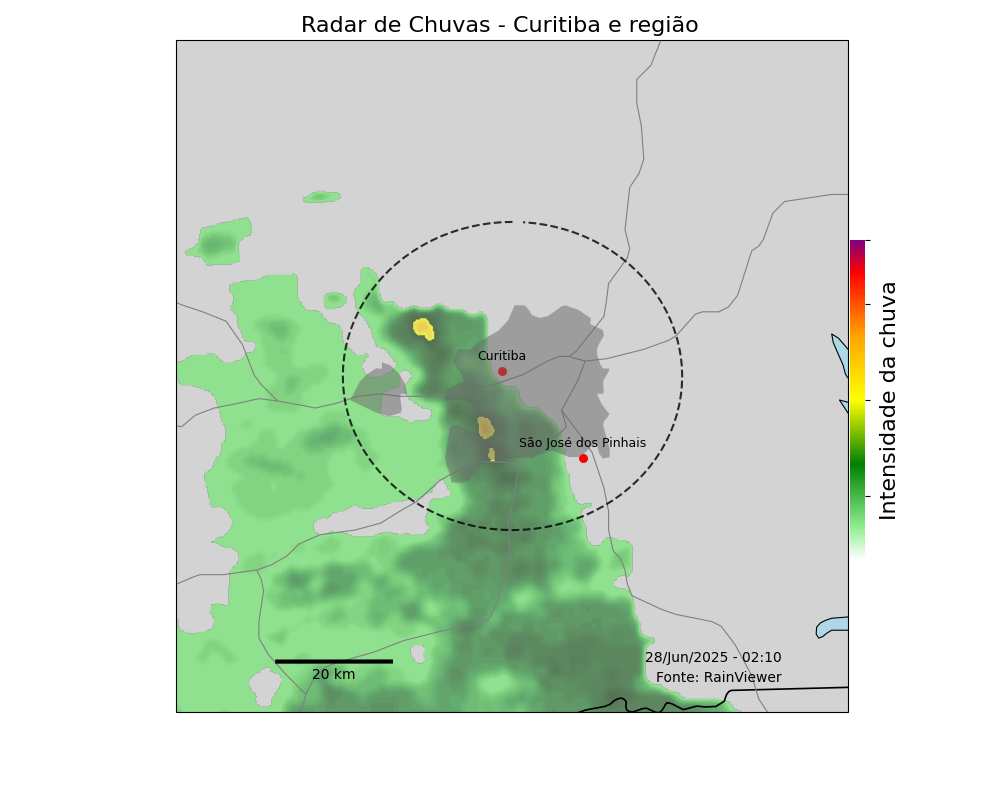 Radar de Chuvas - Curitiba e região
Curitiba
São José dos Pinhais
Intensidade da chuva
28/Jun/2025 - 02:10
Fonte: RainViewer
20 km